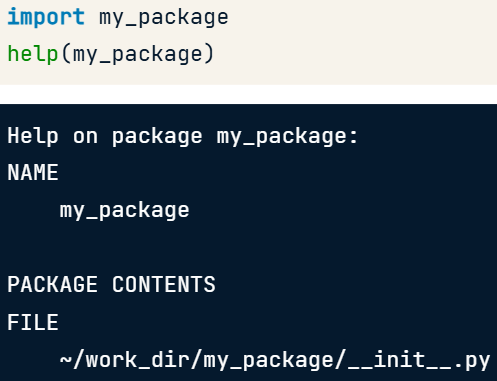 import my_package
help(my_package)
Help on package my_package:
NAME
    my_package
PACKAGE CONTENTS
FILE
    ~/work_dir/my_package/__init__.py